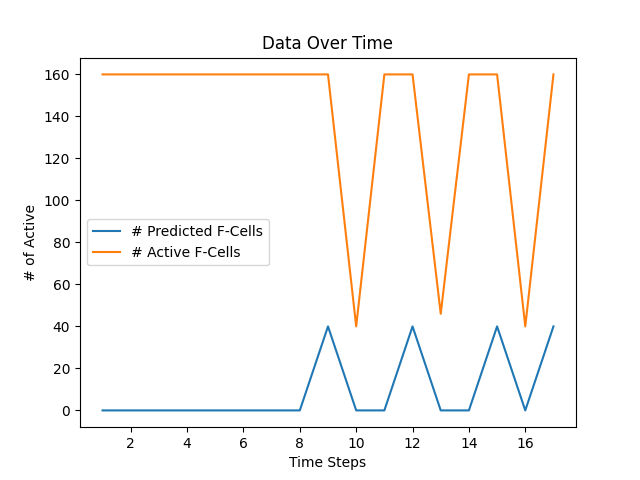 Data Over Time
# of Active
160
140
120
100
80
60
40
20
0
# Predicted F-Cells
# Active F-Cells
2 4 6 8 10 12 14 16
Time Steps